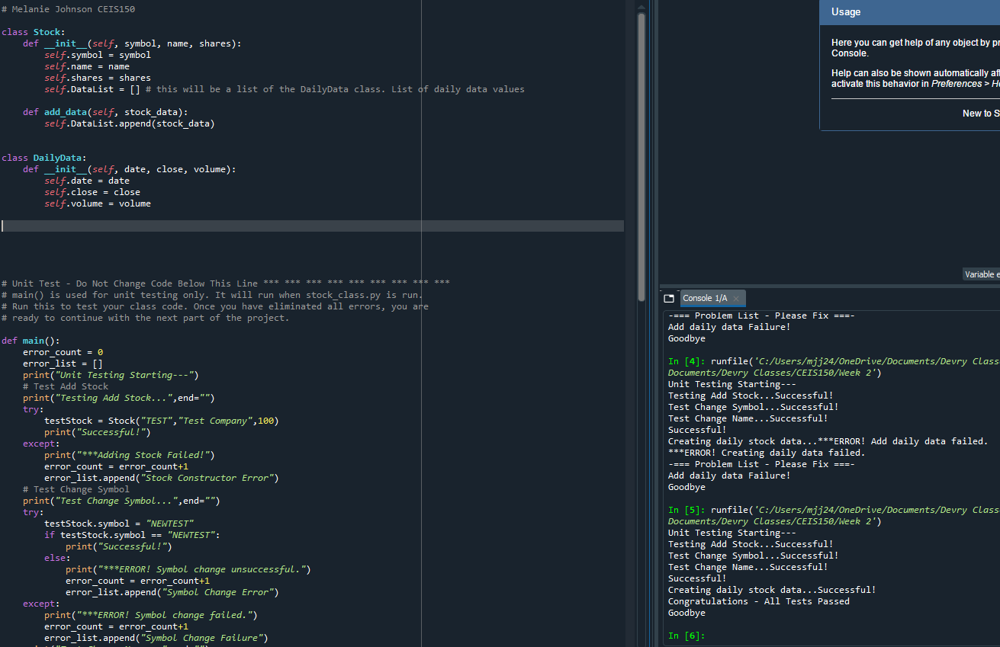 # Melanie Johnson CEIS150
class Stock:
    def __init__(self, symbol, name, shares):
        self.symbol = symbol
        self.name = name
        self.shares = shares
        self.DataList = [] # this will be a list of the DailyData class. List of daily data values
    def add_data(self, stock_data):
        self.DataList.append(stock_data)
class DailyData:
    def __init__(self, date, close, volume):
        self.date = date
        self.close = close
        self.volume = volume
# Unit Test - Do Not Change Code Below This Line *** *** *** *** *** *** *** *** ***
# main() is used for unit testing only. It will run when stock_class.py is run.
# Run this to test your class code. Once you have eliminated all errors, you are
# ready to continue with the next part of the project.
def main():
    error_count = 0
    error_list = []
    print("Unit Testing Starting---")
    # Test Add Stock
    print("Testing Add Stock...",end="")
    try:
        testStock = Stock("TEST","Test Company",100)
        print("Successful!")
    except:
        print("***Adding Stock Failed!")
        error_count = error_count+1
        error_list.append("Stock Constructor Error")
    # Test Change Symbol
    print("Test Change Symbol...",end="")
    try:
        testStock.symbol = "NEWTEST"
        if testStock.symbol == "NEWTEST":
            print("Successful!")
        else:
            print("***ERROR! Symbol change unsuccessful.")
            error_count = error_count+1
            error_list.append("Symbol Change Error")
    except:
        print("***ERROR! Symbol change failed.")
        error_count = error_count+1
        error_list.append("Symbol Change Failure")
Usage
Here you can get help of any object by pr
Console.
Help can also be shown automatically aft
activate this behavior in Preferences > He
New to S
Variable e
Console 1/A
-=== Problem List - Please Fix ===-
Add daily data Failure!
Goodbye
In [4]: runfile('C:/Users/mjj24/OneDrive/Documents/Devry Classe
Documents/Devry Classes/CEIS150/Week 2')
Unit Testing Starting---
Testing Add Stock...Successful!
Test Change Symbol...Successful!
Test Change Name...Successful!
Successful!
Creating daily stock data...***ERROR! Add daily data failed.
***ERROR! Creating daily data failed.
-=== Problem List - Please Fix ===-
Add daily data Failure!
Goodbye
In [5]: runfile('C:/Users/mjj24/OneDrive/Documents/Devry Classe
Documents/Devry Classes/CEIS150/Week 2')
Unit Testing Starting---
Testing Add Stock...Successful!
Test Change Symbol...Successful!
Test Change Name...Successful!
Successful!
Creating daily stock data...Successful!
Congratulations - All Tests Passed
Goodbye
In [6]: